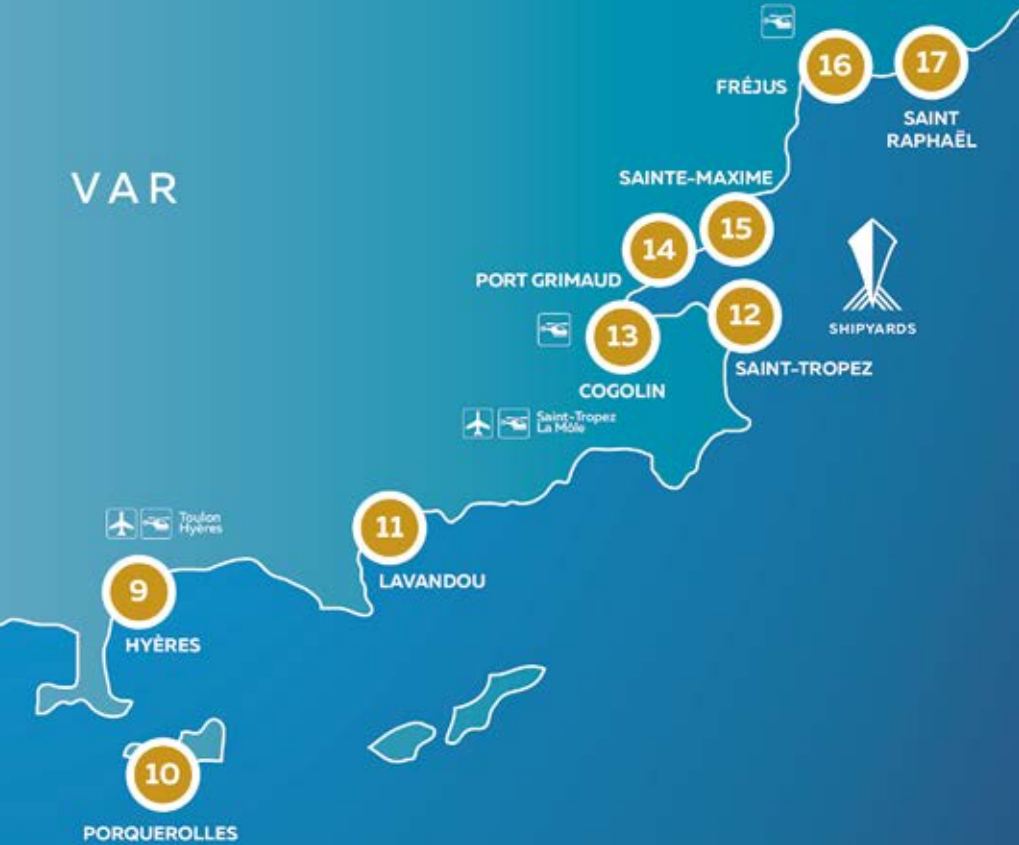 16
17
FRÉJUS
SAINT
RAPHAËL
VAR
SAINTE-MAXIME
15
14
PORT GRIMAUD
12
13
SHIPYARDS
SAINT-TROPEZ
COGOLIN
Saint-Tropez
La Môle
Toulon
Hyères
11
LAVANDOU
9
HYÈRES
10
PORQUEROLLES